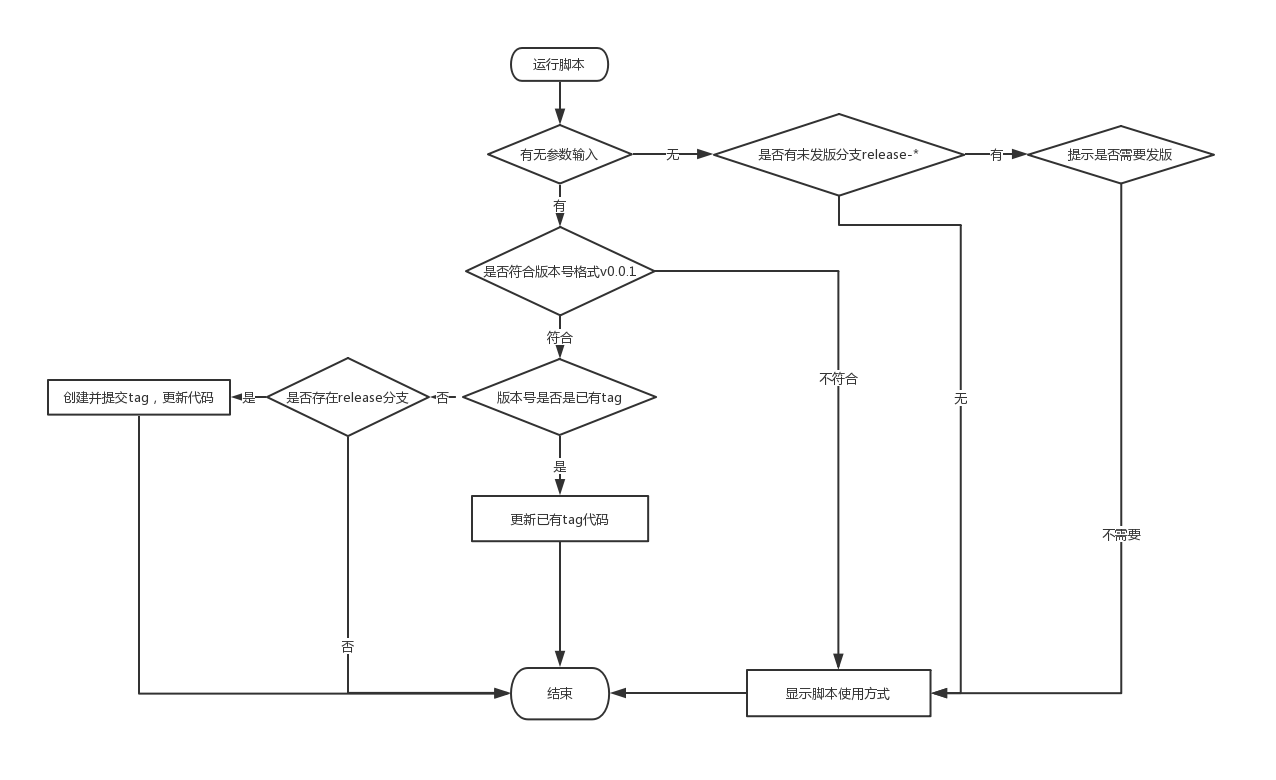 运行脚本
有无参数输入
无
是否有未发版分支release-*
有
提示是否需要发版
有
是否符合版本号格式v0.0.1
符合
不符合
创建并提交tag，更新代码
是
是否存在release分支
否
版本号是否是已有tag
无
是
更新已有tag代码
不需要
否
结束
显示脚本使用方式